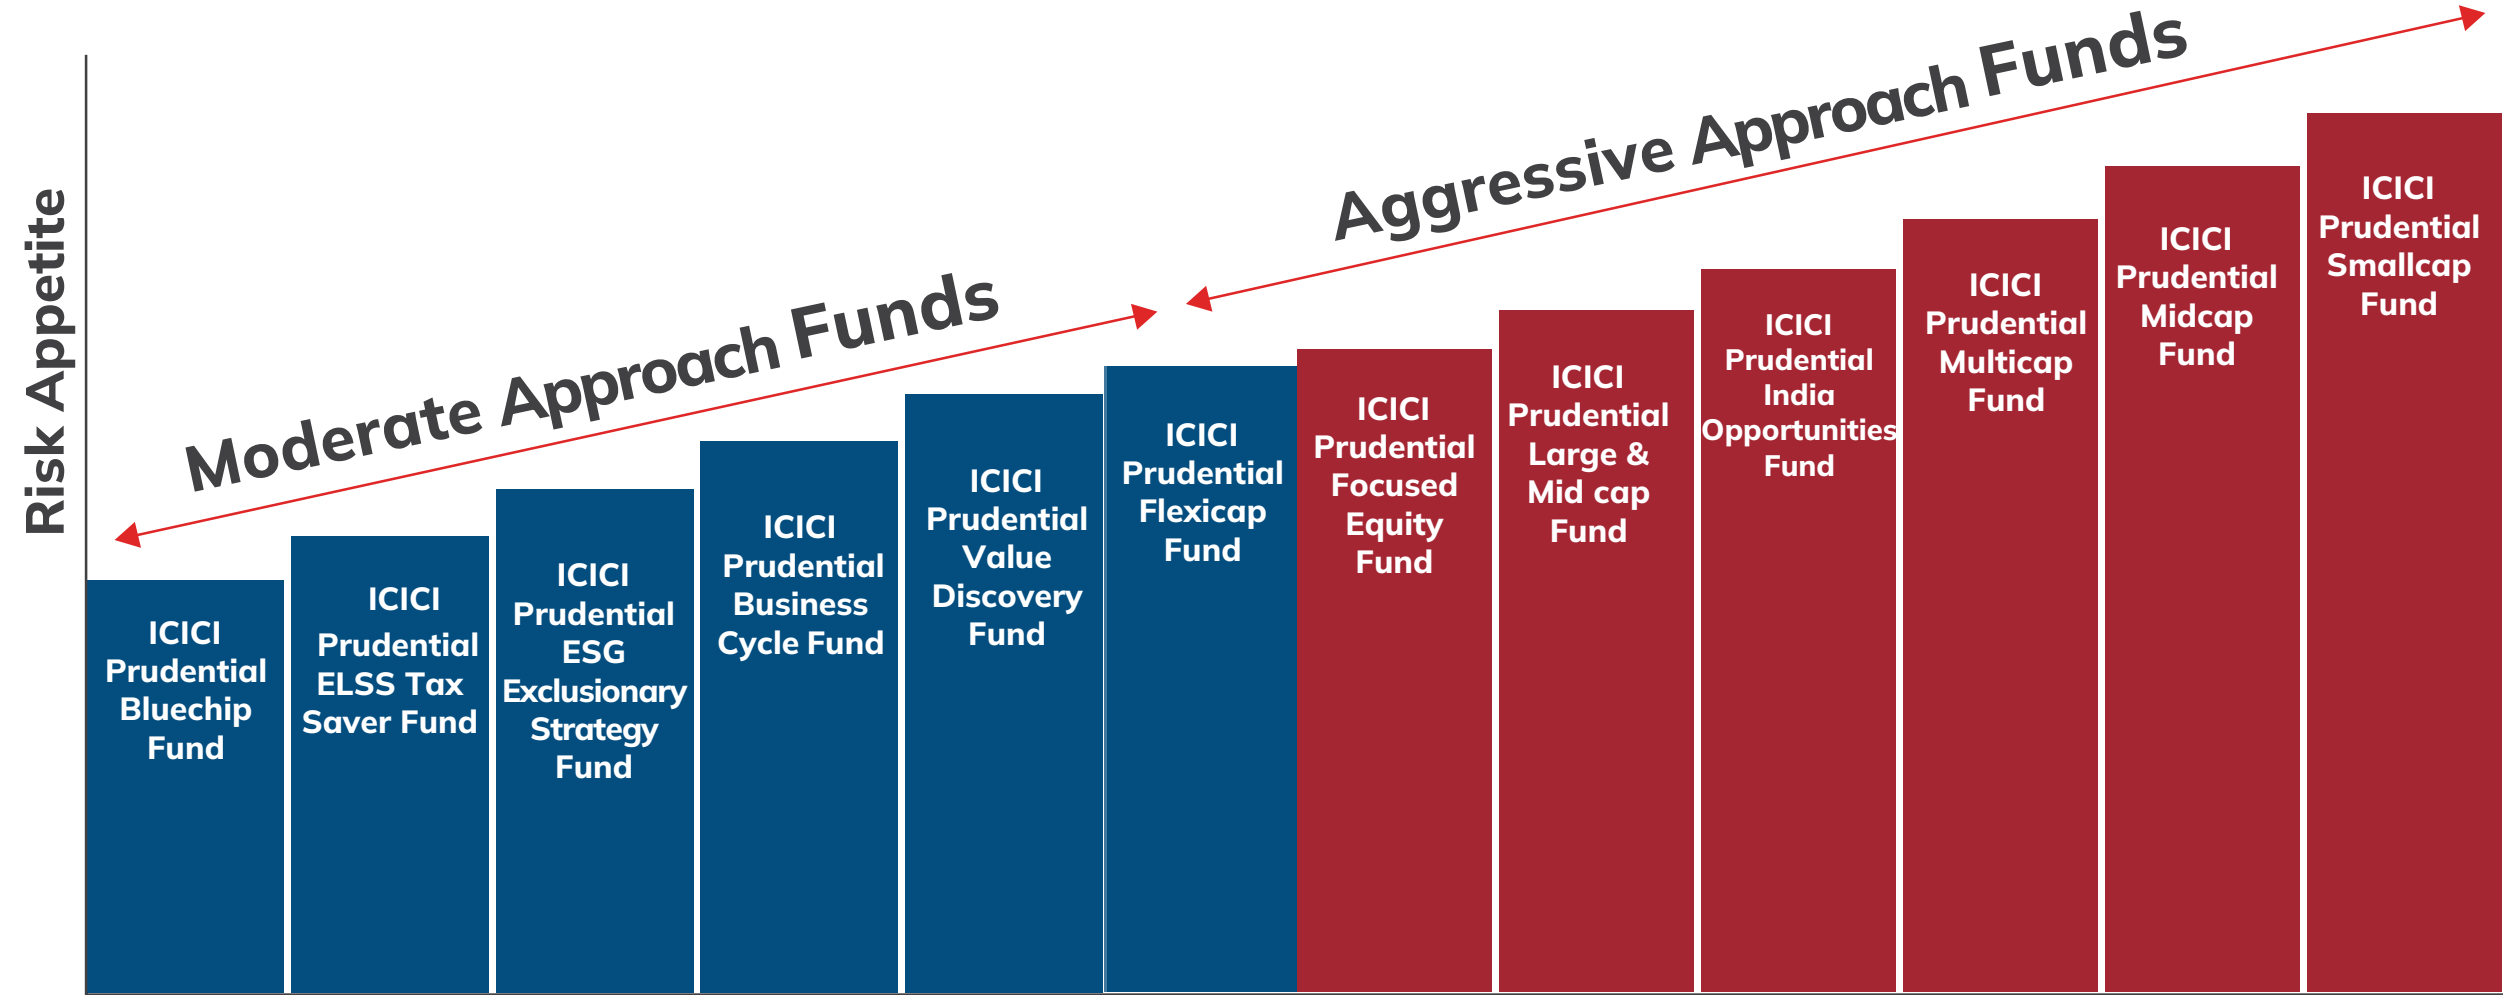 Risk Appetite
Moderate Approach Funds
Aggressive Approach Funds
ICICI
Prudential
Bluechip
Fund
ICICI
Prudential
ELSS Tax
Saver Fund
ICICI
Prudential
ESG
Exclusionary
Strategy
Fund
ICICI
Prudential
Business
Cycle Fund
ICICI
Prudential
Value
Discovery
Fund
ICICI
Prudential
Flexicap
Fund
ICICI
Prudential
Focused
Equity
Fund
ICICI
Prudential
Large &
Mid cap
Fund
ICICI
Prudential
India
Opportunities
Fund
ICICI
Prudential
Multicap
Fund
ICICI
Prudential
Midcap
Fund
ICICI
Prudential
Smallcap
Fund